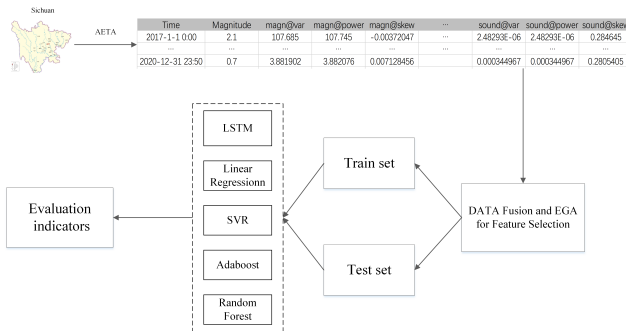 Sichuan
AETA
Time Magnitude magn@var magn@power magn@skew ... sound@var sound@power sound@skew
2017-1-1 0:00 2.1 107.685 107.745 -0.00372047 2.48293E-06 2.48293E-06 0.284645
... ... ... ... ... ... ... ...
2020-12-31 23:50 0.7 3.881902 3.882076 0.007128456 0.000344967 0.000344967 0.2805405
LSTM
Linear
Regressionn
SVR
Adaboost
Random
Forest
Train set
Test set
DATA Fusion and EGA
for Feature Selection
Evaluation
indicators